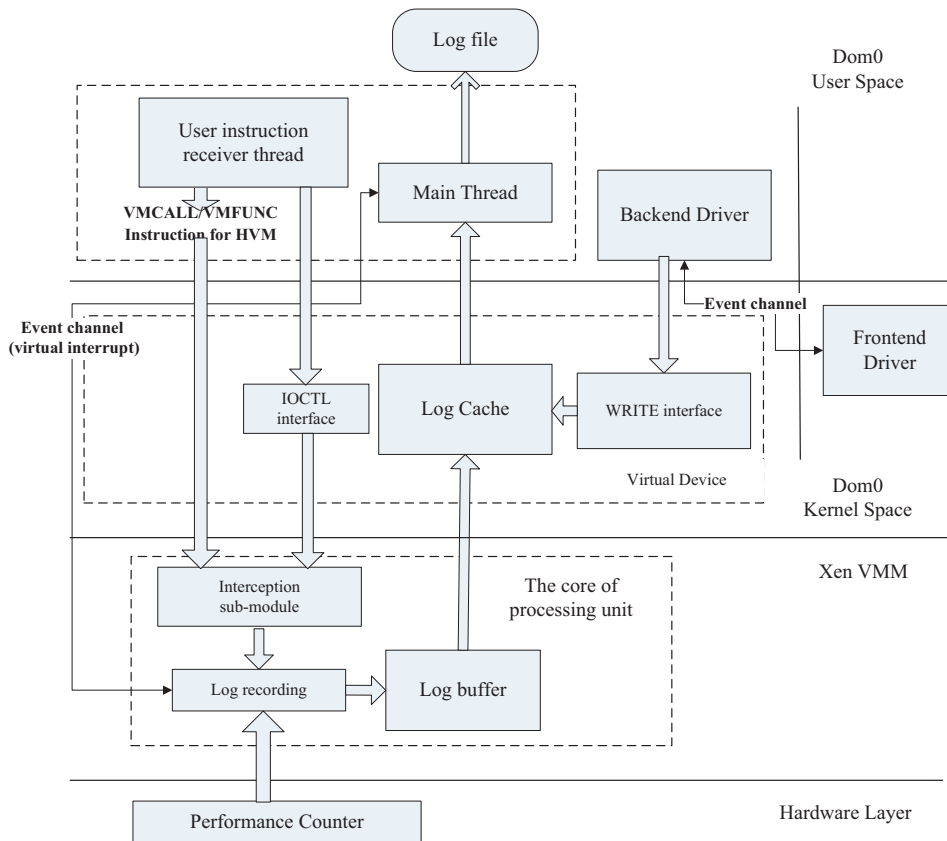 Log file
Dom0
User Space
User instruction
receiver thread
Main Thread
VMCALL/VMFUNC
Instruction for HVM
Backend Driver
Event channel
Event channel
(virtual interrupt)
Frontend
Driver
IOCTL
interface
Log Cache
WRITE interface
Virtual Device
Dom0
Kernel Space
Xen VMM
Interception
sub-module
The core of
processing unit
Log recording
Log buffer
Performance Counter
Hardware Layer